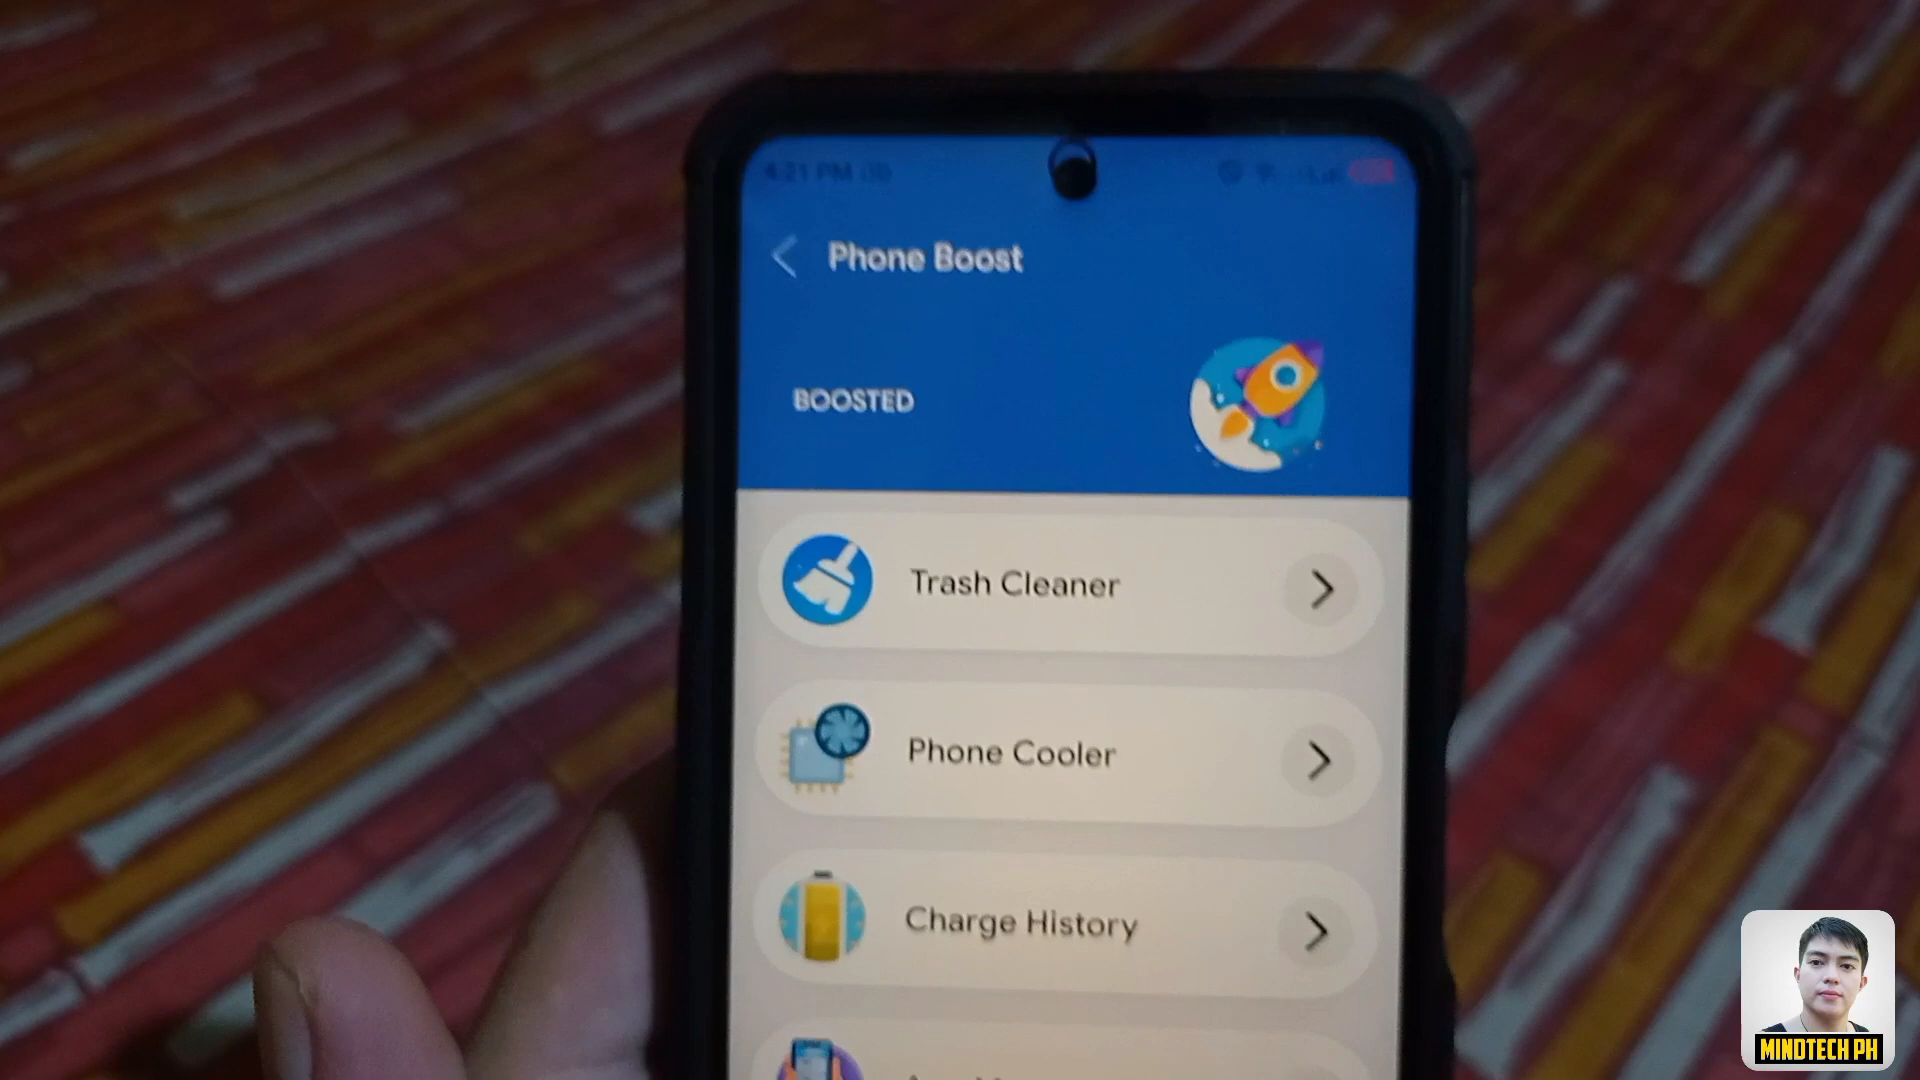 4:21 PM
Phone Boost
BOOSTED
Trash Cleaner
Phone Cooler
Charge History
MINDTECH PH